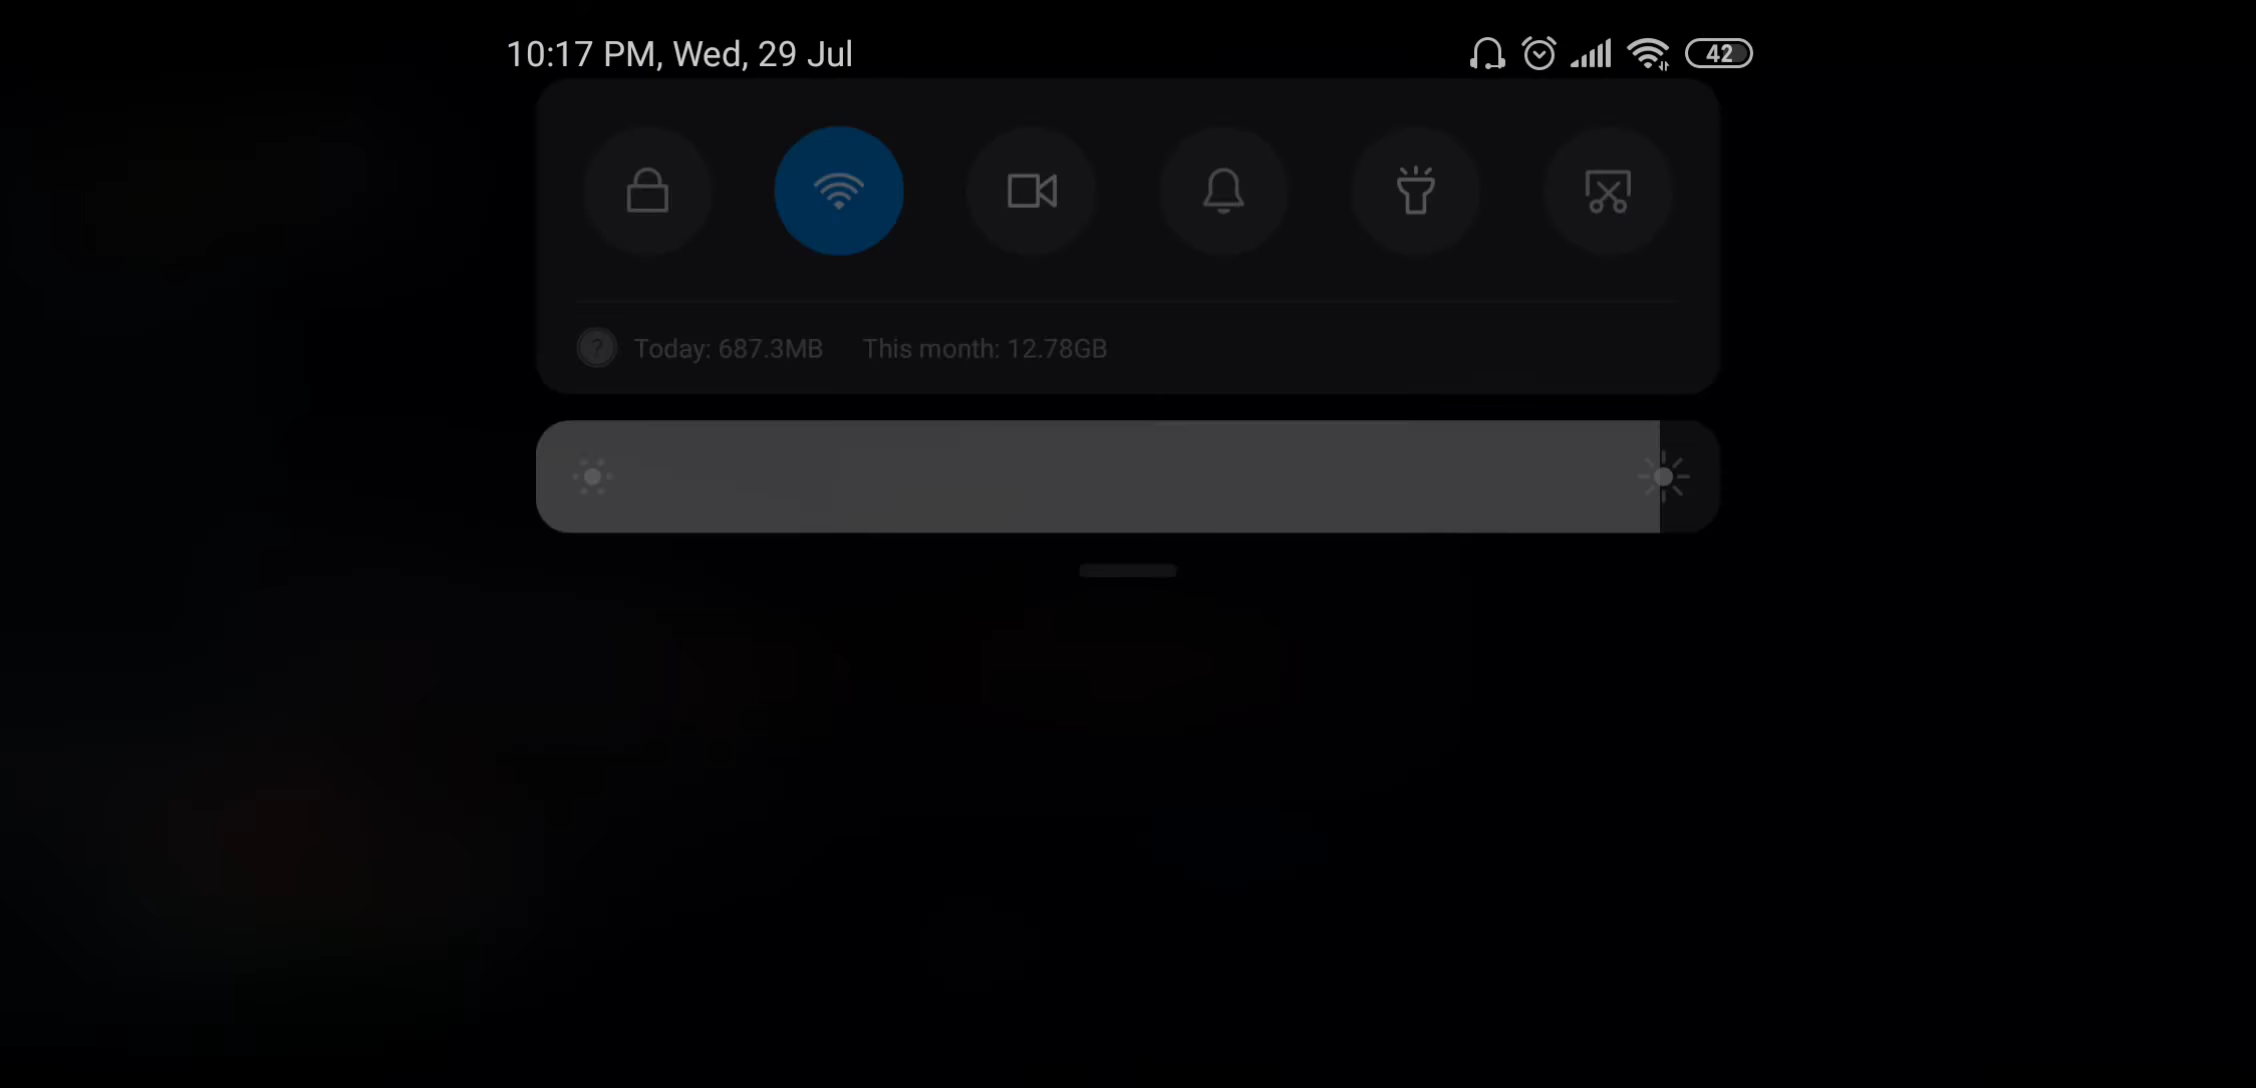 10:17 PM, Wed, 29 Jul 42
Today: 687.3MB This month: 12.78GB